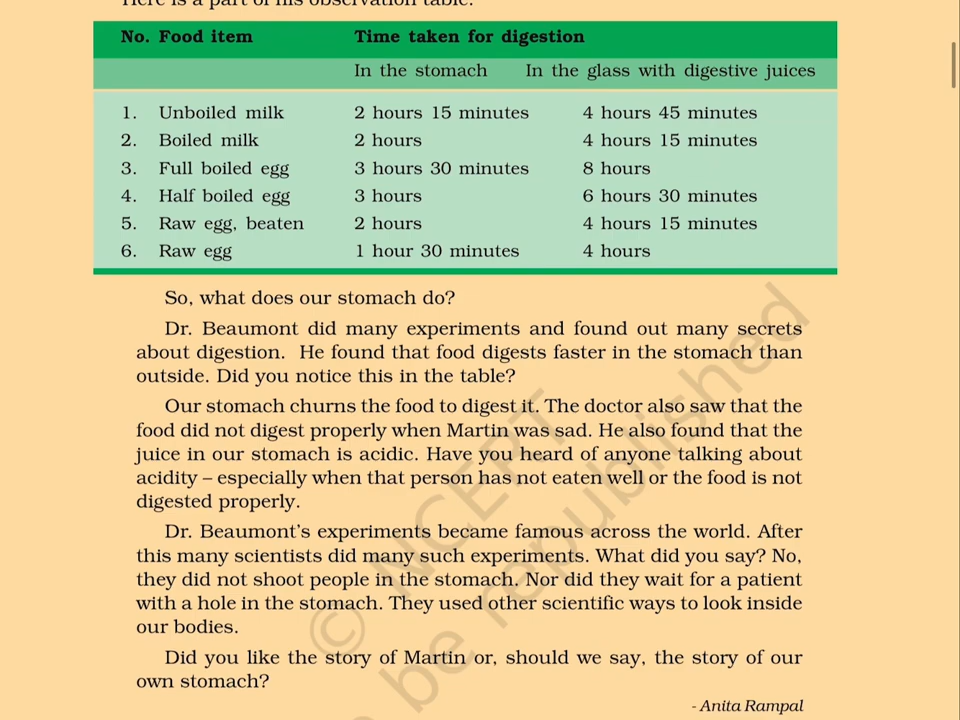 Here is a part of his observation table.
No. Food item Time taken for digestion
In the stomach In the glass with digestive juices
1. Unboiled milk 2 hours 15 minutes 4 hours 45 minutes
2. Boiled milk 2 hours 4 hours 15 minutes
3. Full boiled egg 3 hours 30 minutes 8 hours
4. Half boiled egg 3 hours 6 hours 30 minutes
5. Raw egg, beaten 2 hours 4 hours 15 minutes
6. Raw egg 1 hour 30 minutes 4 hours
So, what does our stomach do?
Dr. Beaumont did many experiments and found out many secrets
about digestion. He found that food digests faster in the stomach than
outside. Did you notice this in the table?
Our stomach churns the food to digest it. The doctor also saw that the
food did not digest properly when Martin was sad. He also found that the
juice in our stomach is acidic. Have you heard of anyone talking about
acidity – especially when that person has not eaten well or the food is not
digested properly.
Dr. Beaumont's experiments became famous across the world. After
this many scientists did many such experiments. What did you say? No,
they did not shoot people in the stomach. Nor did they wait for a patient
with a hole in the stomach. They used other scientific ways to look inside
our bodies.
Did you like the story of Martin or, should we say, the story of our
own stomach?
- Anita Rampal
© NCERT
be republished